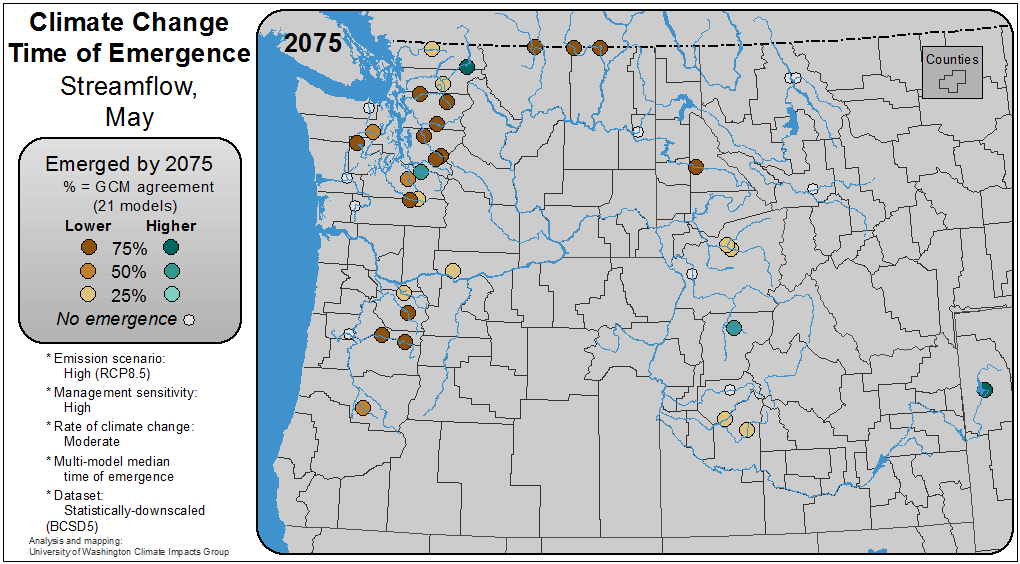 Climate Change
Time of Emergence
Streamflow,
May
Emerged by 2075
% = GCM agreement
(21 models)
Lower Higher
75%
50%
25%
No emergence
* Emission scenario:
High (RCP8.5)
* Management sensitivity:
High
* Rate of climate change:
Moderate
* Multi-model median
time of emergence
* Dataset:
Statistically-downscaled
(BCSD5)
Analysis and mapping:
University of Washington Climate Impacts Group
2075
Counties